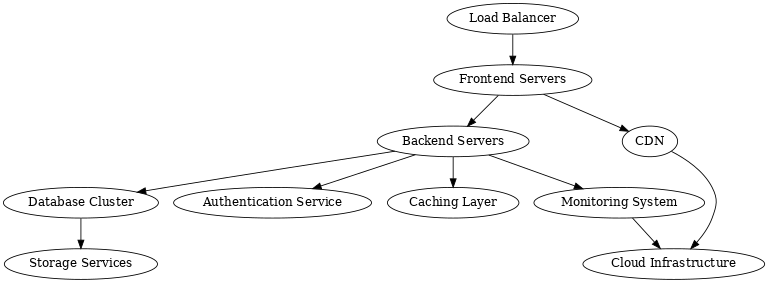 Load Balancer
Frontend Servers
Backend Servers
CDN
Database Cluster
Authentication Service
Caching Layer
Monitoring System
Storage Services
Cloud Infrastructure